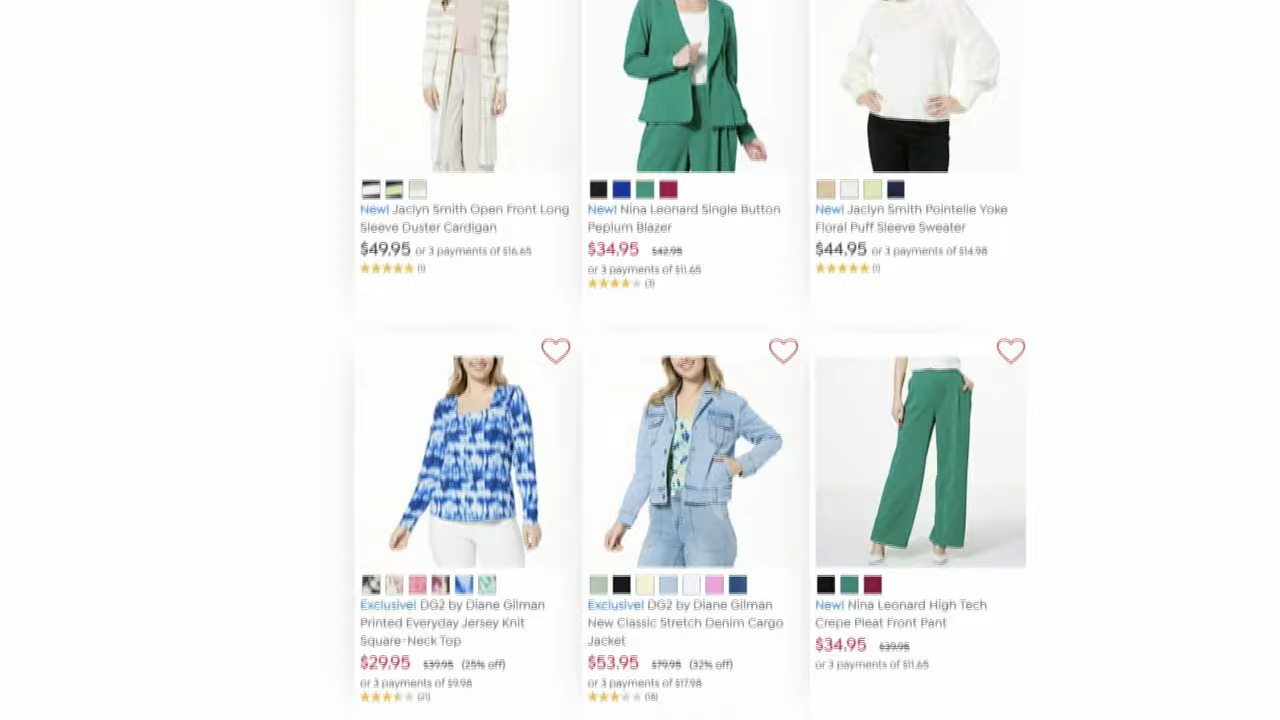 New! Jaclyn Smith Open Front Long
Sleeve Duster Cardigan
$49.95 or 3 payments of $16.65
(1)
New! Nina Leonard Single Button
Peplum Blazer
$34.95 $42.95
or 3 payments of $11.65
(3)
New! Jaclyn Smith Pointelle Yoke
Floral Puff Sleeve Sweater
$44.95 or 3 payments of $14.98
(1)
Exclusive! DG2 by Diane Gilman
Printed Everyday Jersey Knit
Square-Neck Top
$29.95 $39.95 (25% off)
or 3 payments of $9.98
(21)
Exclusive! DG2 by Diane Gilman
New Classic Stretch Denim Cargo
Jacket
$53.95 $79.95 (32% off)
or 3 payments of $17.98
(18)
New! Nina Leonard High Tech
Crepe Pleat Front Pant
$34.95 $39.95
or 3 payments of $11.65